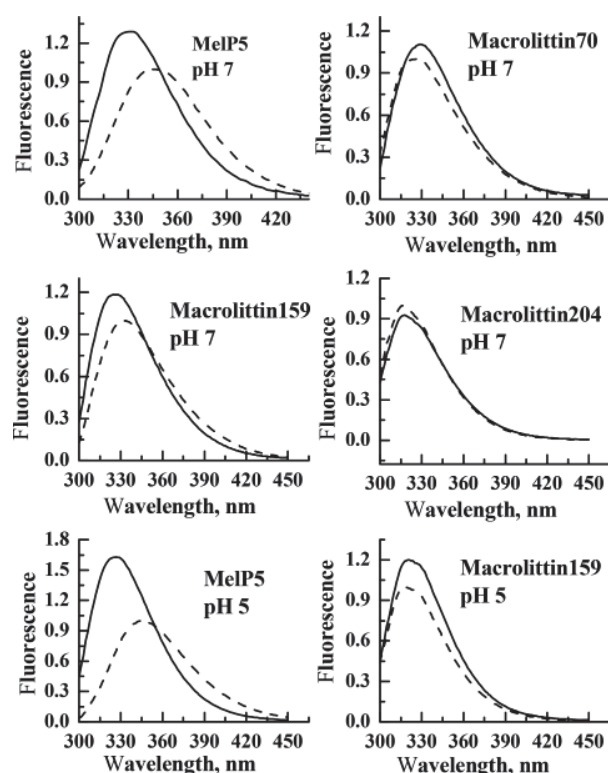 1.2
0.9
0.6
0.3
0.0
Fluorescence
MelP5
pH 7
300 330 360 390 420
Wavelength, nm
1.2
0.9
0.6
0.3
0.0
Fluorescence
Macrolittin70
pH 7
300 330 360 390 420 450
Wavelength, nm
1.2
0.9
0.6
0.3
0.0
Fluorescence
Macrolittin159
pH 7
300 330 360 390 420 450
Wavelength, nm
1.2
0.9
0.6
0.3
0.0
Fluorescence
Macrolittin204
pH 7
300 330 360 390 420 450
Wavelength, nm
1.8
1.5
1.2
0.9
0.6
0.3
0.0
Fluorescence
MelP5
pH 5
300 330 360 390 420 450
Wavelength, nm
1.2
0.9
0.6
0.3
0.0
Fluorescence
Macrolittin159
pH 5
300 330 360 390 420 450
Wavelength, nm